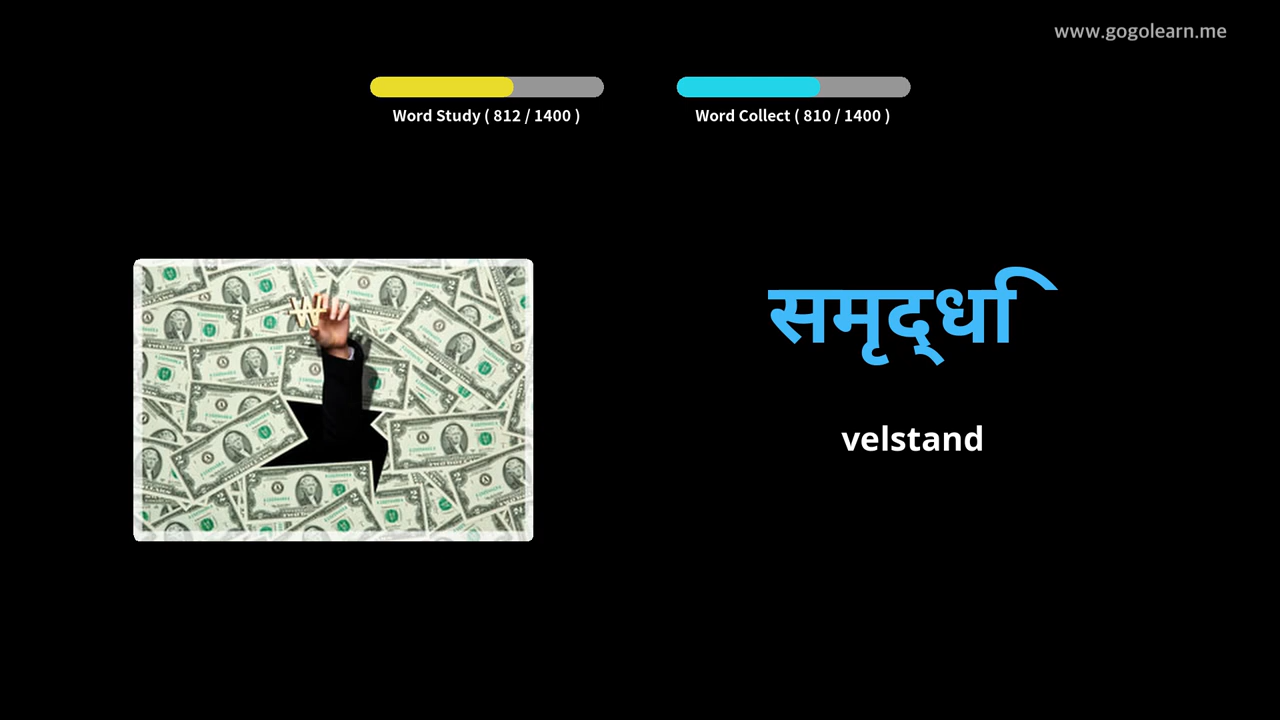 www.gogolearn.me
Word Study ( 812 / 1400 )
Word Collect ( 810 / 1400 )
₩
समृद्धि
velstand